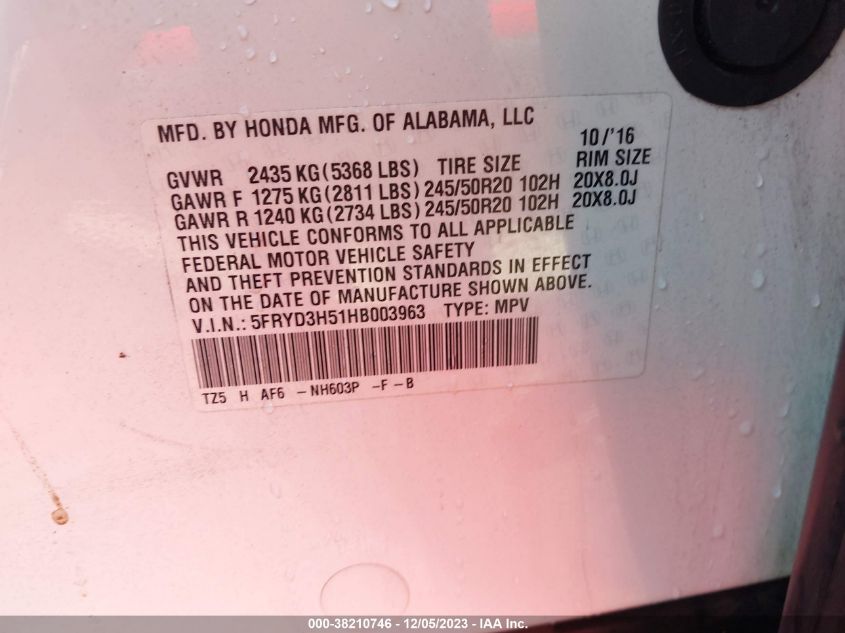 MFD. BY HONDA MFG. OF ALABAMA, LLC
10/'16
GVWR 2435 KG (5368 LBS) TIRE SIZE RIM SIZE
GAWR F 1275 KG (2811 LBS) 245/50R20 102H 20X8.0J
GAWR R 1240 KG (2734 LBS) 245/50R20 102H 20X8.0J
THIS VEHICLE CONFORMS TO ALL APPLICABLE
FEDERAL MOTOR VEHICLE SAFETY
AND THEFT PREVENTION STANDARDS IN EFFECT
ON THE DATE OF MANUFACTURE SHOWN ABOVE.
V.I.N.: 5FRYD3H51HB003963 TYPE: MPV
TZ5 H AF6 -NH603P -F-B
000-38210746 - 12/05/2023 - IAA Inc.